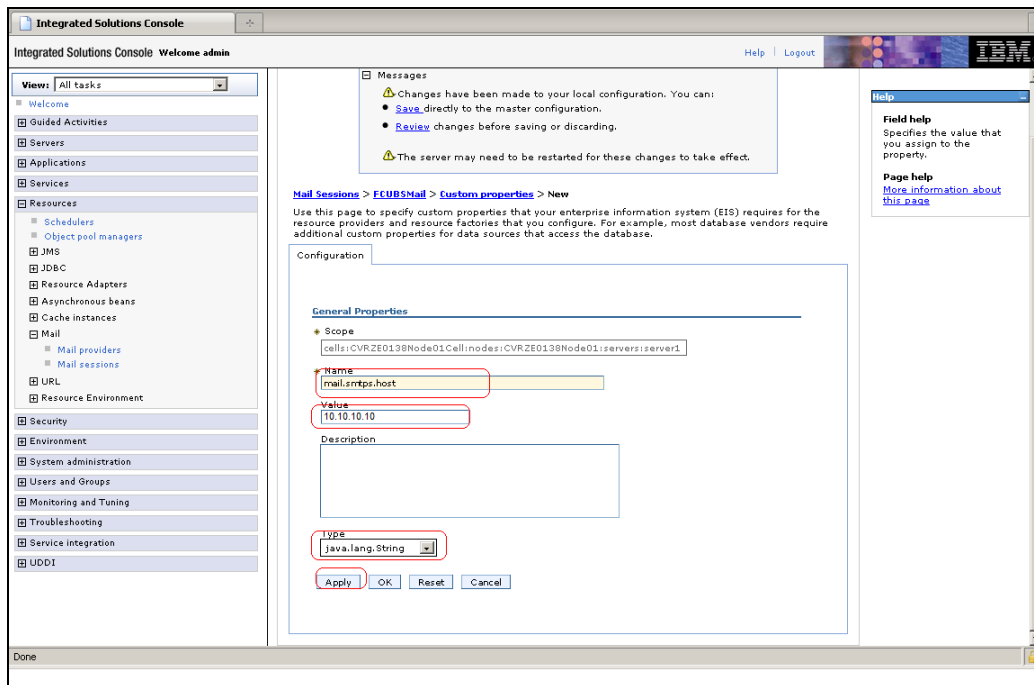 Integrated Solutions Console
Integrated Solutions Console Welcome admin
Help Logout
IBM
View: All tasks
Welcome
Guided Activities
Servers
Applications
Services
Resources
Schedulers
Object pool managers
JMS
JDBC
Resource Adapters
Asynchronous beans
Cache instances
Mail
Mail providers
Mail sessions
URL
Resource Environment
Security
Environment
System administration
Users and Groups
Monitoring and Tuning
Troubleshooting
Service integration
UDDI
Messages
Changes have been made to your local configuration. You can:
Save directly to the master configuration.
Review changes before saving or discarding.
The server may need to be restarted for these changes to take effect.
Mail Sessions > FCUBSMail > Custom properties > New
Use this page to specify custom properties that your enterprise information system (EIS) requires for the
resource providers and resource factories that you configure. For example, most database vendors require
additional custom properties for data sources that access the database.
Configuration
General Properties
Scope
cells:CVRZE0138Node01Cell:nodes:CVRZE0138Node01:servers:server1
Name
mail.smtps.host
Value
10.10.10.10
Description
Type
java.lang.String
Apply OK Reset Cancel
Help
Field help
Specifies the value that
you assign to the
property.
Page help
More information about
this page
Done